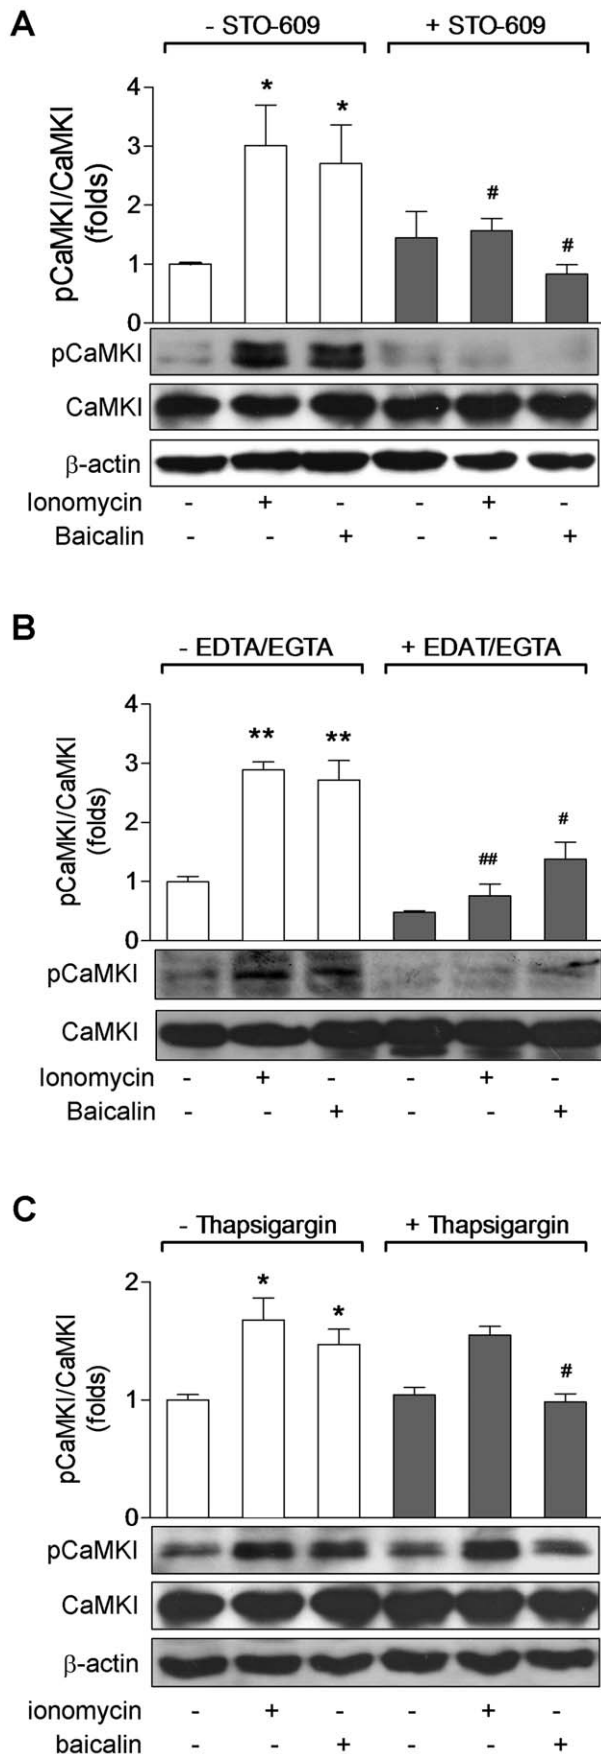 A
- STO-609 + STO-609
pCaMKI/CaMKI
(folds)
4
3
2
1
0
* * # #
pCaMKI
CaMKI
β-actin
Ionomycin - + - - + -
Baicalin - - + - - +
B
- EDTA/EGTA + EDAT/EGTA
pCaMKI/CaMKI
(folds)
4
3
2
1
0
** ** ## #
pCaMKI
CaMKI
Ionomycin - + - - + -
Baicalin - - + - - +
C
- Thapsigargin + Thapsigargin
pCaMKI/CaMKI
(folds)
2
1
0
* * #
pCaMKI
CaMKI
β-actin
ionomycin - + - - + -
baicalin - - + - - +